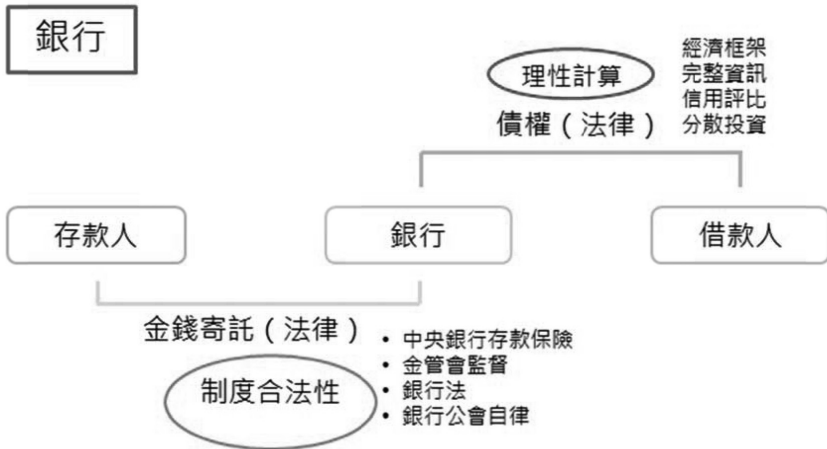 銀行
理性計算
債權（法律）
經濟框架
完整資訊
信用評比
分散投資
存款人
銀行
借款人
金錢寄託（法律）
制度合法性
• 中央銀行存款保險
• 金管會監督
• 銀行法
• 銀行公會自律